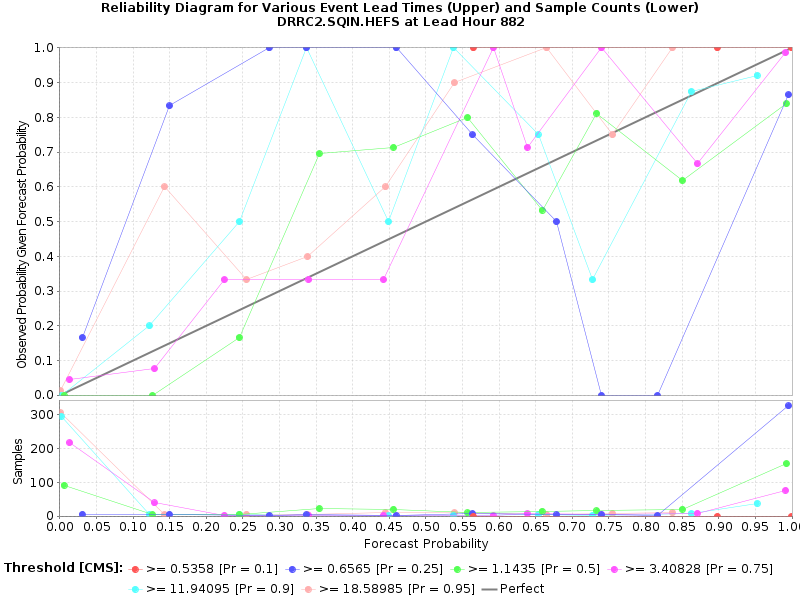 Reliability Diagram for Various Event Lead Times (Upper) and Sample Counts (Lower)
DRRC2.SQIN.HEFS at Lead Hour 882
Observed Probability Given Forecast Probability
1.0
0.9
0.8
0.7
0.6
0.5
0.4
0.3
0.2
0.1
0.0
Samples
300
200
100
0
0.00 0.05 0.10 0.15 0.20 0.25 0.30 0.35 0.40 0.45 0.50 0.55 0.60 0.65 0.70 0.75 0.80 0.85 0.90 0.95 1.0
Forecast Probability
Threshold [CMS]: >= 0.5358 [Pr = 0.1] >= 0.6565 [Pr = 0.25] >= 1.1435 [Pr = 0.5] >= 3.40828 [Pr = 0.75]
>= 11.94095 [Pr = 0.9] >= 18.58985 [Pr = 0.95] Perfect